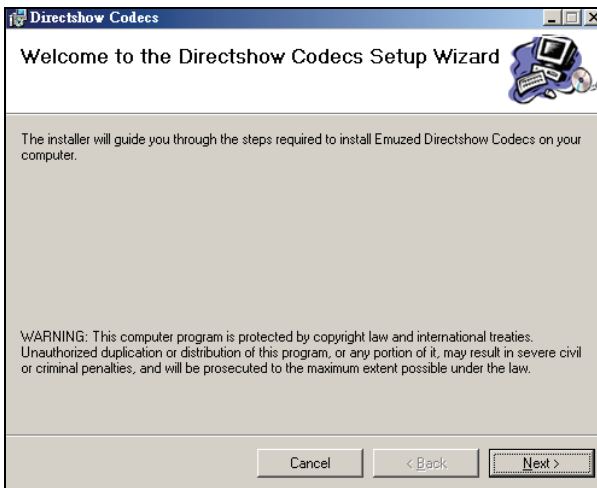 Directshow Codecs
Welcome to the Directshow Codecs Setup Wizard
The installer will guide you through the steps required to install Emuzed Directshow Codecs on your
computer.
WARNING: This computer program is protected by copyright law and international treaties.
Unauthorized duplication or distribution of this program, or any portion of it, may result in severe civil
or criminal penalties, and will be prosecuted to the maximum extent possible under the law.
Cancel < Back Next >